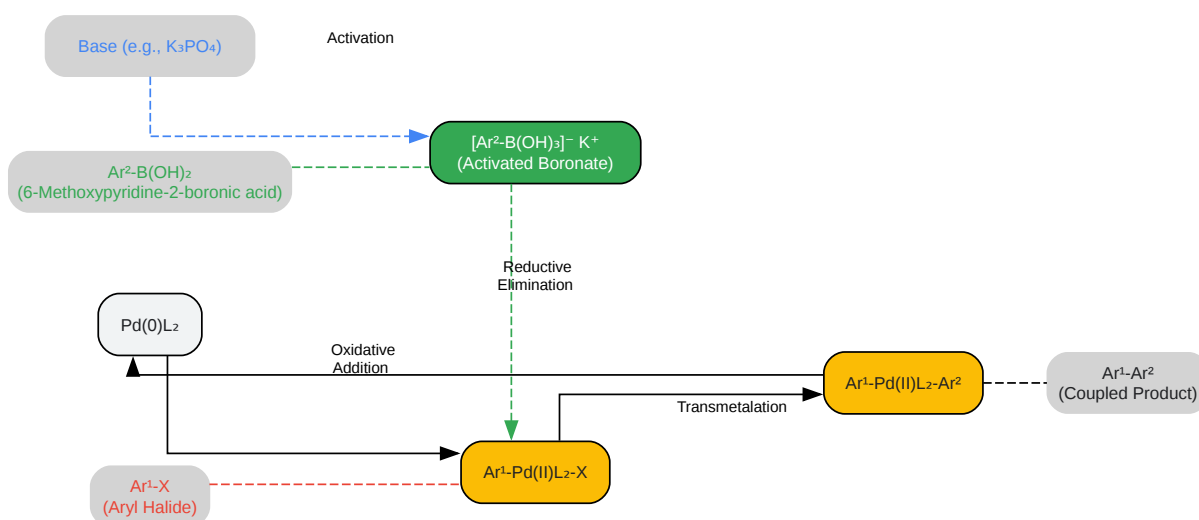 Base (e.g., K₃PO₄)
Activation
[Ar²-B(OH)₃]⁻ K⁺
(Activated Boronate)
Ar²-B(OH)₂
(6-Methoxypyridine-2-boronic acid)
Reductive
Elimination
Pd(0)L₂
Oxidative
Addition
Ar¹-Pd(II)L₂-Ar²
Ar¹-Ar²
(Coupled Product)
Transmetalation
Ar¹-Pd(II)L₂-X
Ar¹-X
(Aryl Halide)